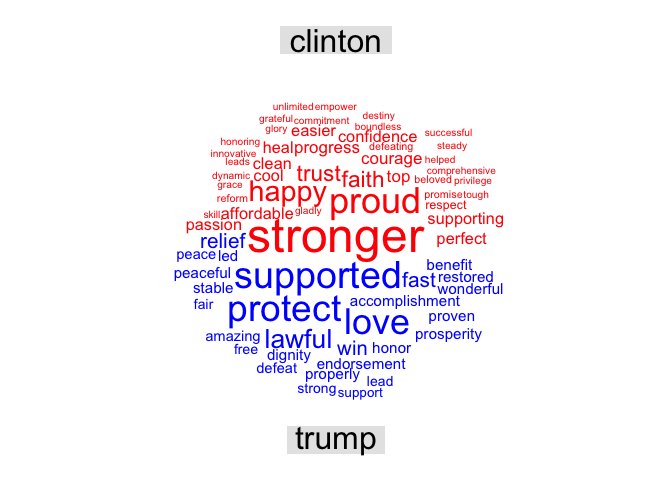 clinton
unlimited empower
grateful commitment destiny
glory easier confidence boundless successful
honoring heal progress defeating steady
innovative leads clean courage helped
dynamic cool trust faith top beloved comprehensive privilege
grace happy proud promise tough
reform respect
skill affordable gladly supporting
passion stronger perfect
relief
peace led
peaceful supported fast benefit restored
stable wonderful
fair protect love accomplishment proven
amazing lawful win honor prosperity
free dignity
defeat properly endorsement
strong support lead
trump